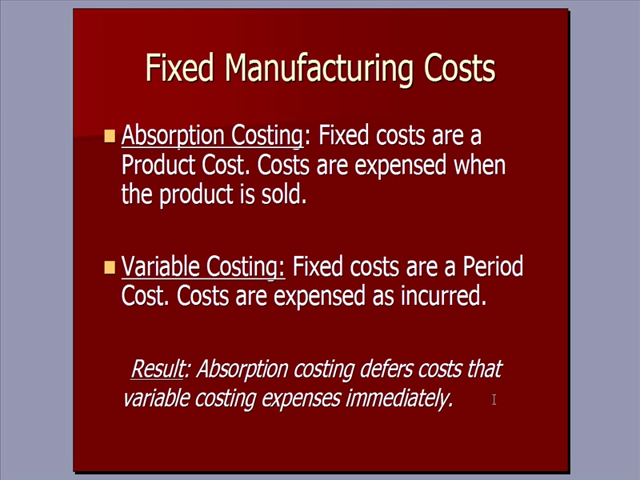 Fixed Manufacturing Costs
Absorption Costing: Fixed costs are a
Product Cost. Costs are expensed when
the product is sold.
Variable Costing: Fixed costs are a Period
Cost. Costs are expensed as incurred.
Result: Absorption costing defers costs that
variable costing expenses immediately.